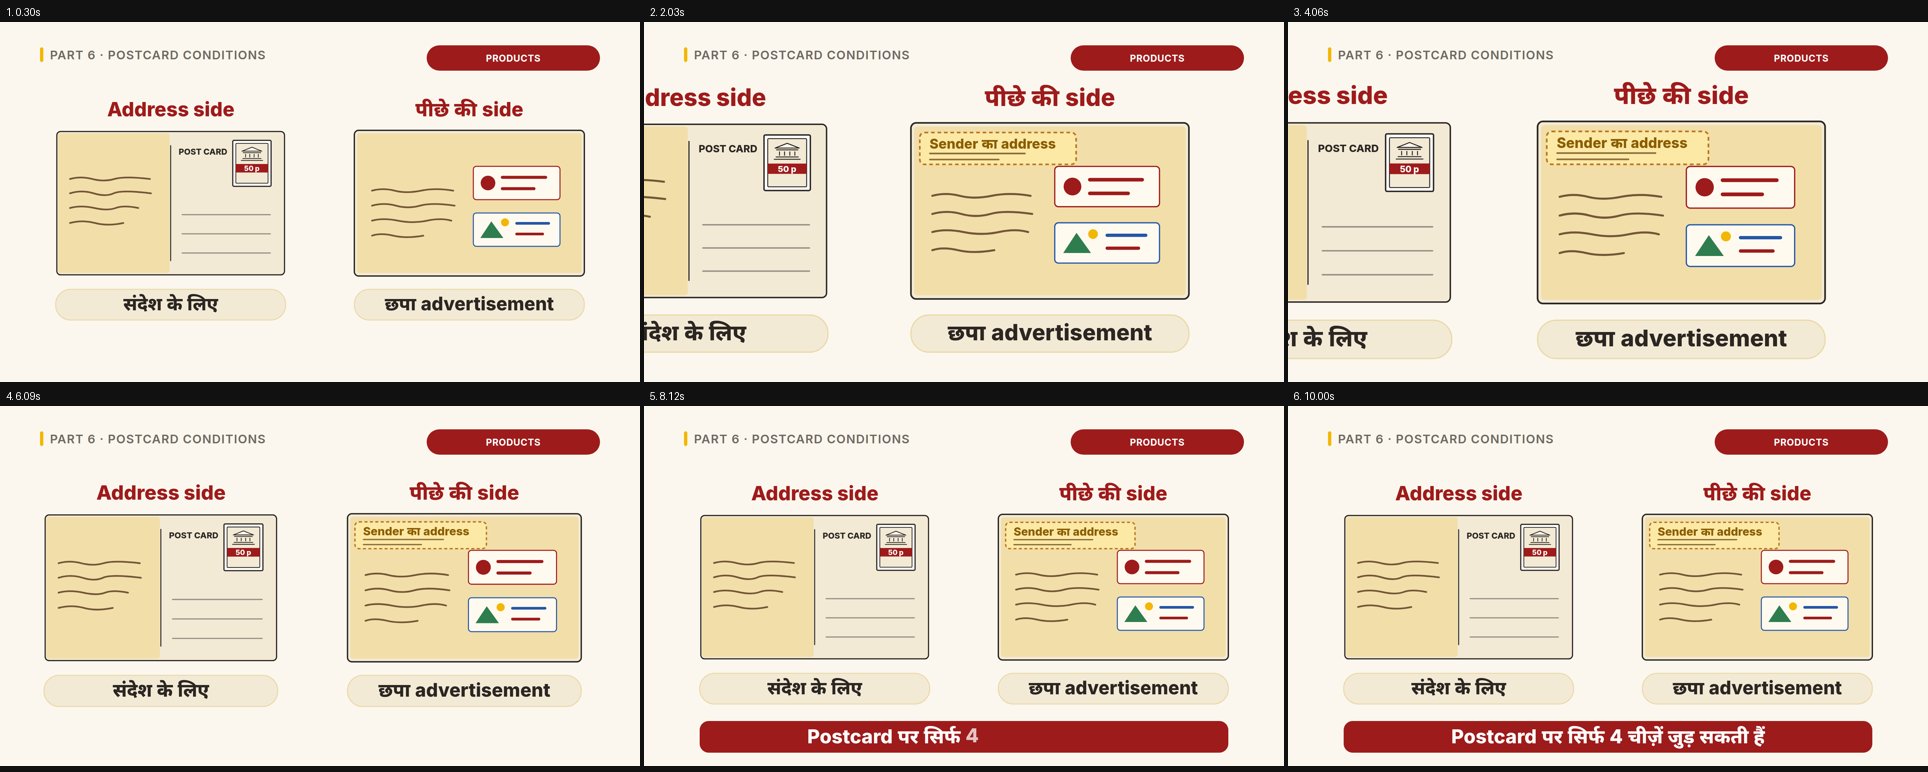 1. 0.30s
PART 6 · POSTCARD CONDITIONS
PRODUCTS
Address side
पीछे की side
POST CARD
50 p
संदेश के लिए
छपा advertisement
2. 2.03s
PART 6 · POSTCARD CONDITIONS
PRODUCTS
dress side
पीछे की side
POST CARD
50 p
Sender का address
ंदेश के लिए
छपा advertisement
3. 4.06s
PART 6 · POSTCARD CONDITIONS
PRODUCTS
ess side
पीछे की side
POST CARD
50 p
Sender का address
श के लिए
छपा advertisement
4. 6.09s
PART 6 · POSTCARD CONDITIONS
PRODUCTS
Address side
पीछे की side
POST CARD
50 p
Sender का address
संदेश के लिए
छपा advertisement
5. 8.12s
PART 6 · POSTCARD CONDITIONS
PRODUCTS
Address side
पीछे की side
POST CARD
50 p
Sender का address
संदेश के लिए
छपा advertisement
Postcard पर सिर्फ 4
6. 10.00s
PART 6 · POSTCARD CONDITIONS
PRODUCTS
Address side
पीछे की side
POST CARD
50 p
Sender का address
संदेश के लिए
छपा advertisement
Postcard पर सिर्फ 4 चीज़ें जुड़ सकती हैं